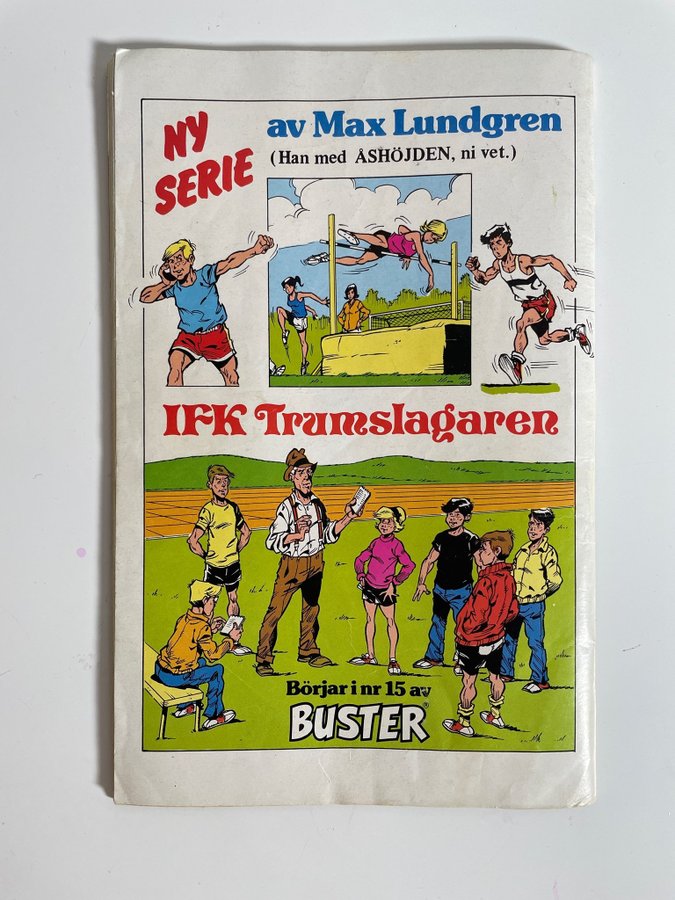 NY
SERIE
av Max Lundgren
(Han med ÅSHÖJDEN, ni vet.)
IFK Trumslagaren
Börjar i nr 15 av
BUSTER®